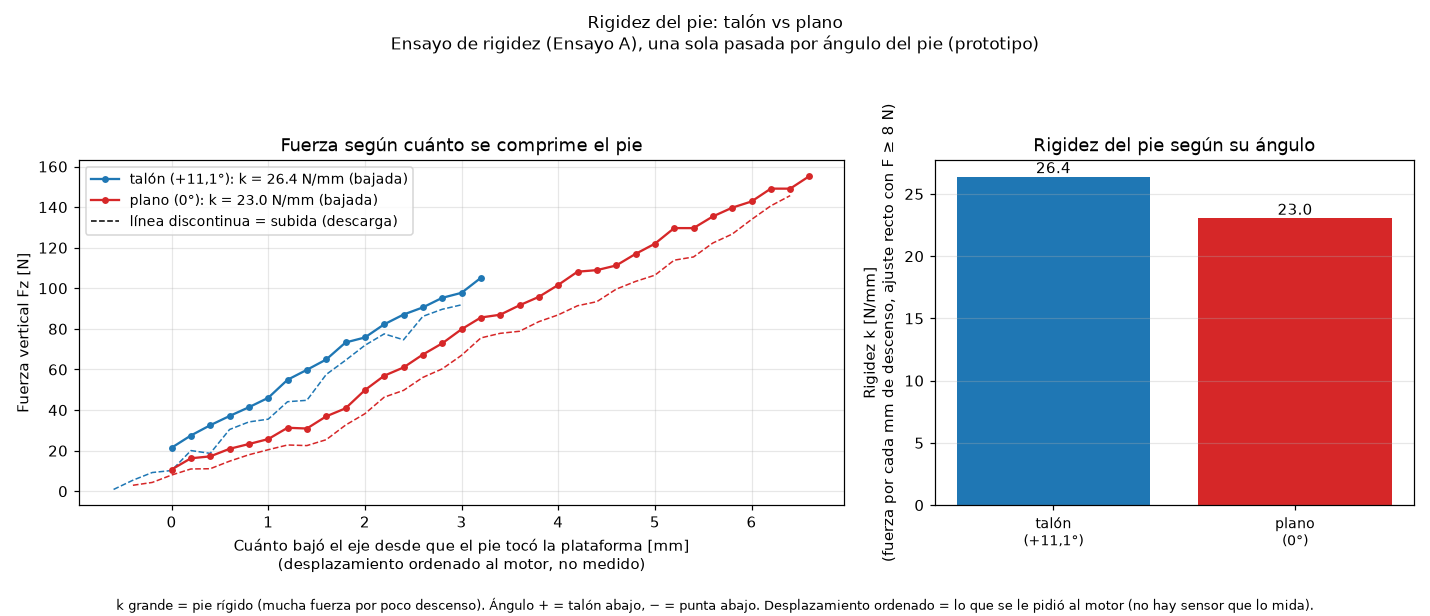 Rigidez del pie: talón vs plano
Ensayo de rigidez (Ensayo A), una sola pasada por ángulo del pie (prototipo)
Fuerza según cuánto se comprime el pie
Fuerza vertical Fz [N]
160
140
120
100
80
60
40
20
0
talón (+11,1°): k = 26.4 N/mm (bajada)
plano (0°): k = 23.0 N/mm (bajada)
línea discontinua = subida (descarga)
0 1 2 3 4 5 6
Cuánto bajó el eje desde que el pie tocó la plataforma [mm]
(desplazamiento ordenado al motor, no medido)
Rigidez del pie según su ángulo
Rigidez k [N/mm]
(fuerza por cada mm de descenso, ajuste recto con F ≥ 8 N)
25
20
15
10
5
0
26.4
23.0
talón
(+11,1°)
plano
(0°)
k grande = pie rígido (mucha fuerza por poco descenso). Ángulo + = talón abajo, − = punta abajo. Desplazamiento ordenado = lo que se le pidió al motor (no hay sensor que lo mida).